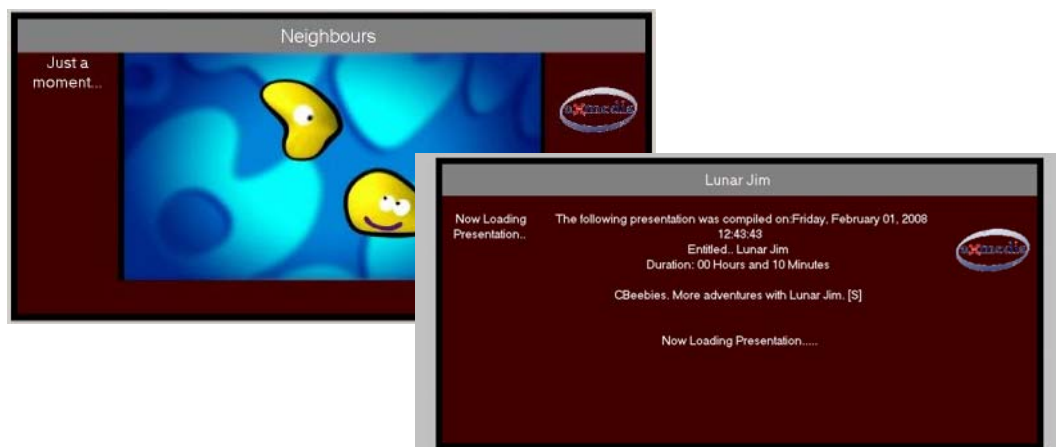 Neighbours
Just a
moment...
axmedis
Lunar Jim
Now Loading
Presentation..
The following presentation was compiled on:Friday, February 01, 2008
12:43:43
Entitled.. Lunar Jim
Duration: 00 Hours and 10 Minutes
axmedis
CBeebies. More adventures with Lunar Jim. [S]
Now Loading Presentation.....